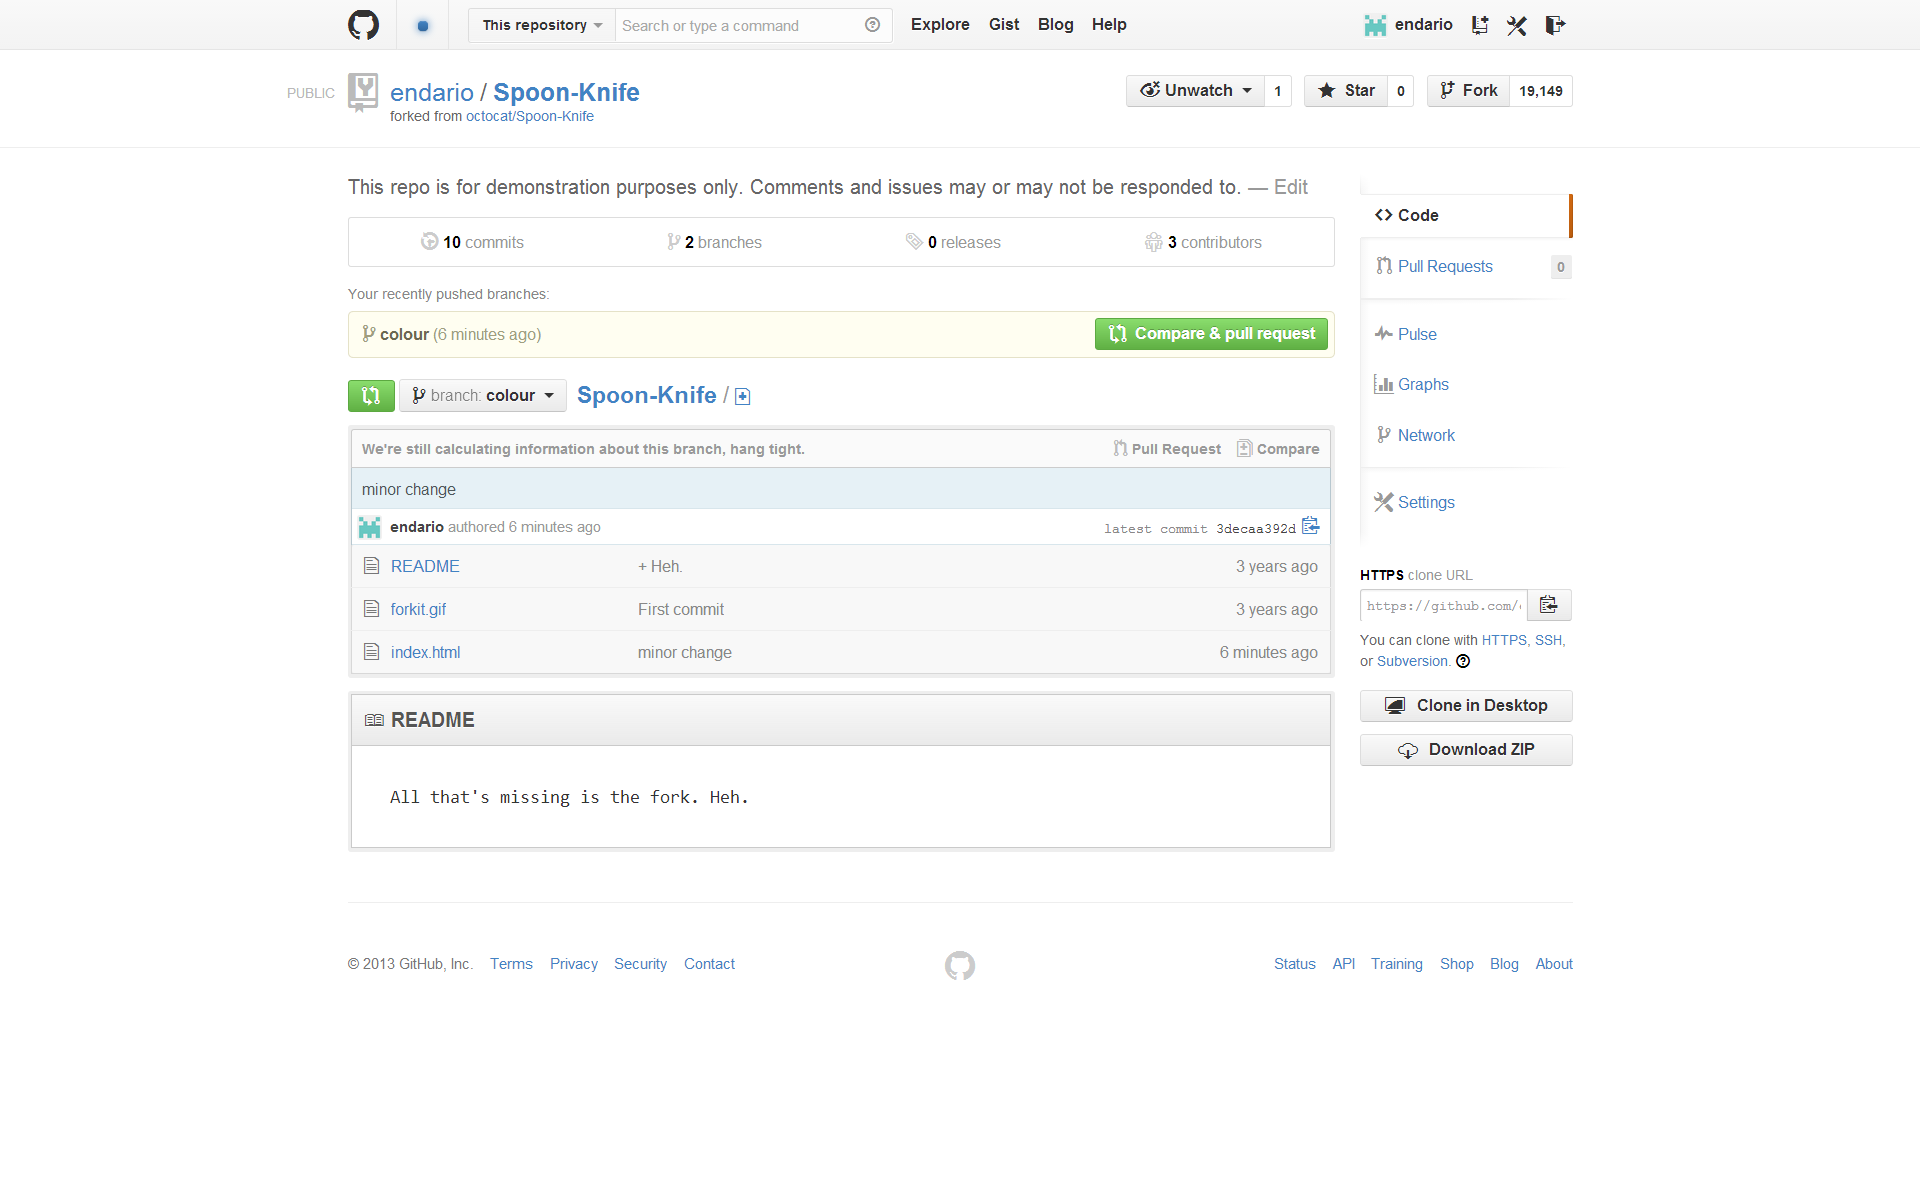 This repository Search or type a command Explore Gist Blog Help endario
PUBLIC endario / Spoon-Knife Unwatch 1 Star 0 Fork 19,149
forked from octocat/Spoon-Knife
This repo is for demonstration purposes only. Comments and issues may or may not be responded to. — Edit
10 commits 2 branches 0 releases 3 contributors
Your recently pushed branches:
colour (6 minutes ago) Compare & pull request
branch: colour Spoon-Knife /
We're still calculating information about this branch, hang tight. Pull Request Compare
minor change
endario authored 6 minutes ago latest commit 3decaa392d
README + Heh. 3 years ago
forkit.gif First commit 3 years ago
index.html minor change 6 minutes ago
README
All that's missing is the fork. Heh.
Code
Pull Requests 0
Pulse
Graphs
Network
Settings
HTTPS clone URL
https://github.com/
You can clone with HTTPS, SSH,
or Subversion.
Clone in Desktop
Download ZIP
© 2013 GitHub, Inc. Terms Privacy Security Contact Status API Training Shop Blog About